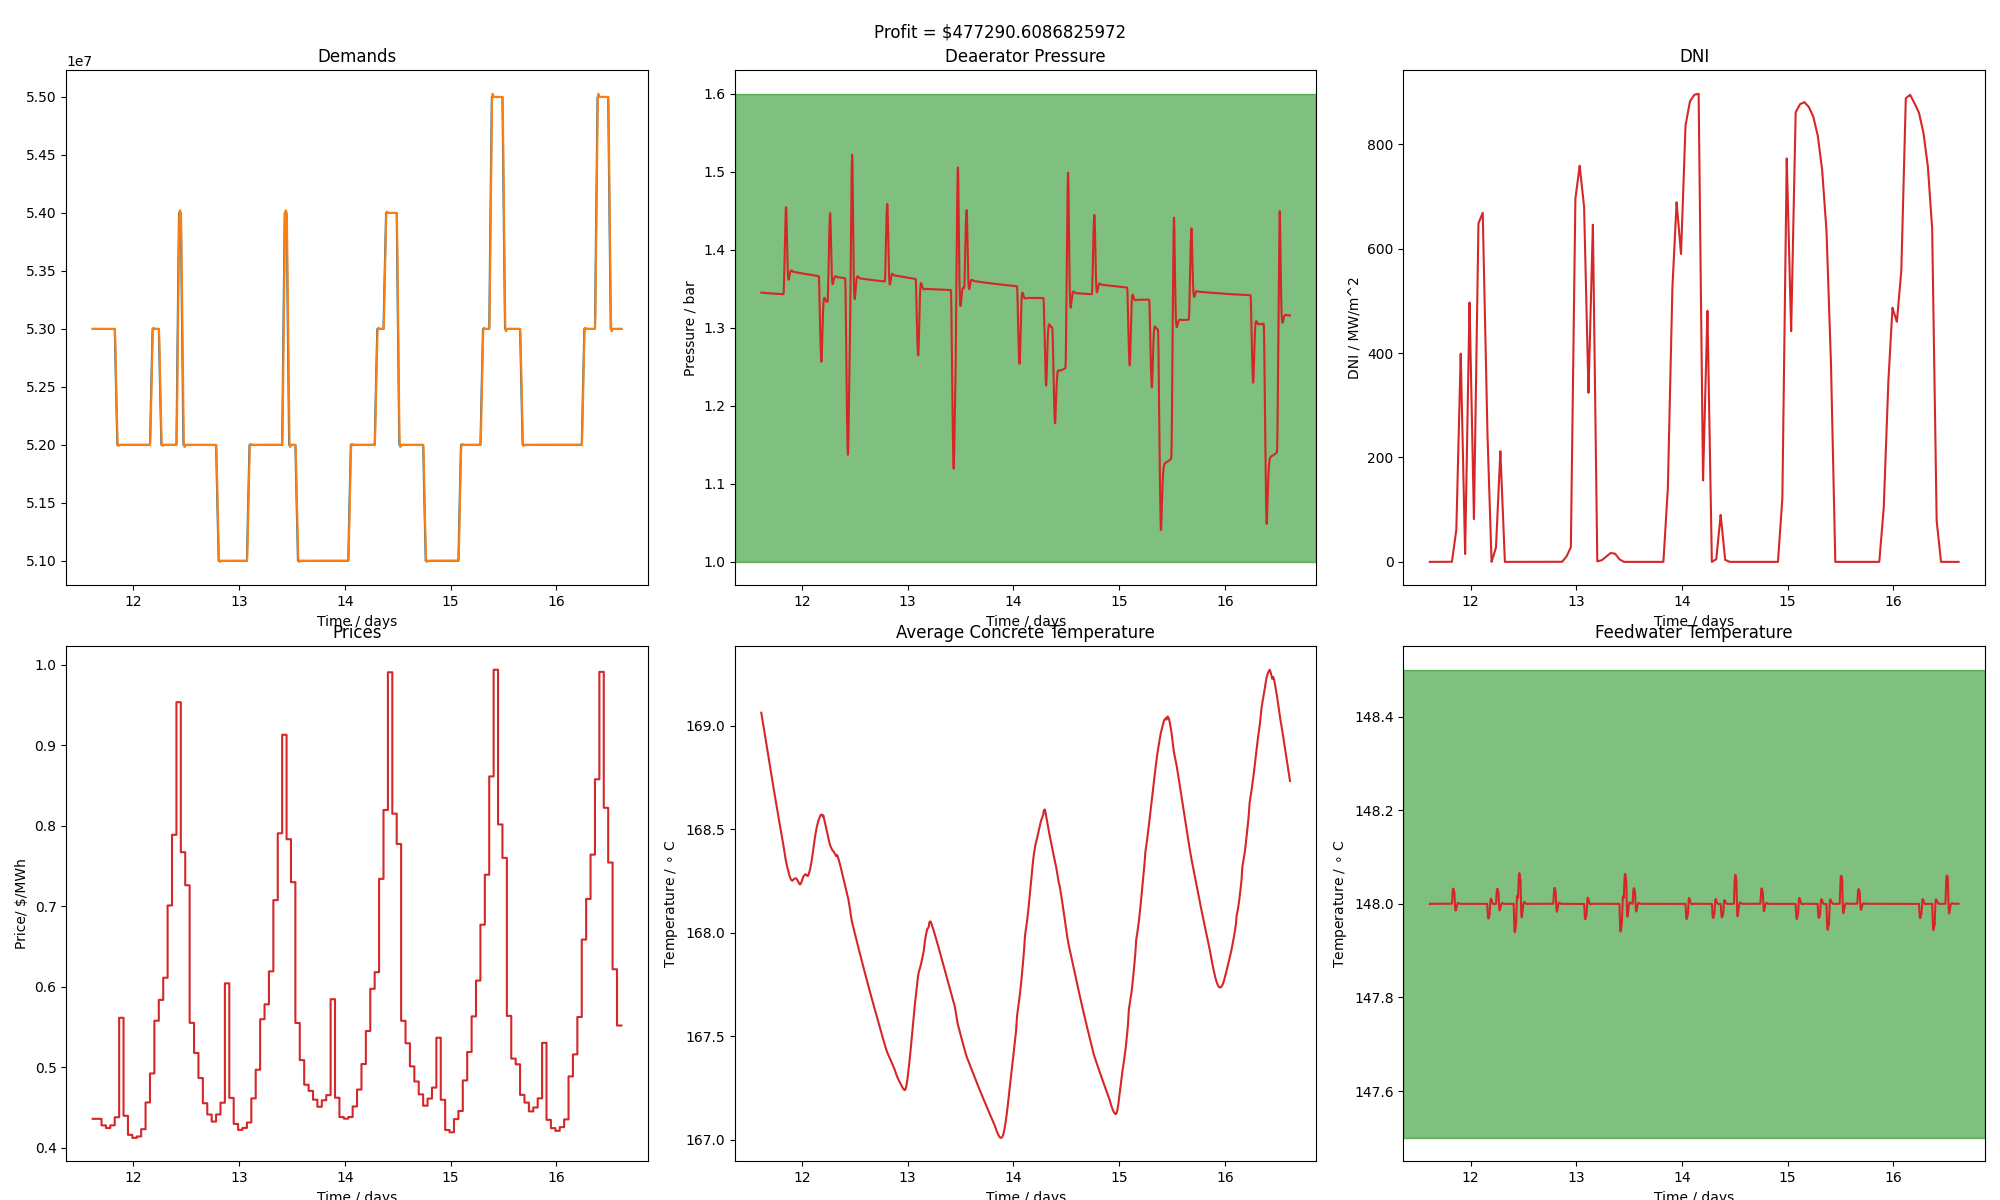 Profit = $477290.6086825972
Demands
1e7
5.50
5.45
5.40
5.35
5.30
5.25
5.20
5.15
5.10
12 13 14 15 16
Time / days
Deaerator Pressure
Pressure / bar
1.6
1.5
1.4
1.3
1.2
1.1
1.0
12 13 14 15 16
Time / days
DNI
DNI / MW/m^2
800
600
400
200
0
12 13 14 15 16
Time / days
Prices
Price/ $/MWh
1.0
0.9
0.8
0.7
0.6
0.5
0.4
12 13 14 15 16
Time / days
Average Concrete Temperature
Temperature / ∘ C
169.0
168.5
168.0
167.5
167.0
12 13 14 15 16
Time / days
Feedwater Temperature
Temperature / ∘ C
148.4
148.2
148.0
147.8
147.6
12 13 14 15 16
Time / days